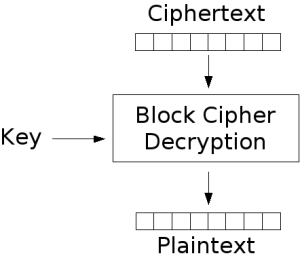 Ciphertext
Block Cipher
Decryption
Key
Plaintext